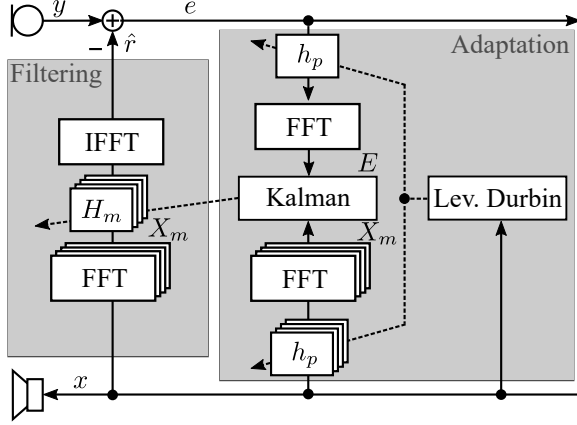 y
e
−
r̂
h_p
Adaptation
Filtering
IFFT
FFT
E
H_m
Kalman
Lev. Durbin
X_m
X_m
FFT
FFT
h_p
x